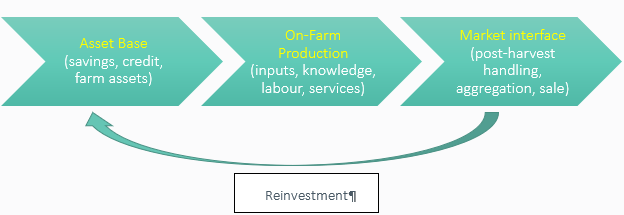 Asset Base
(savings, credit,
farm assets)
On-Farm
Production
(inputs, knowledge,
labour, services)
Market interface
(post-harvest
handling,
aggregation, sale)
Reinvestment¶